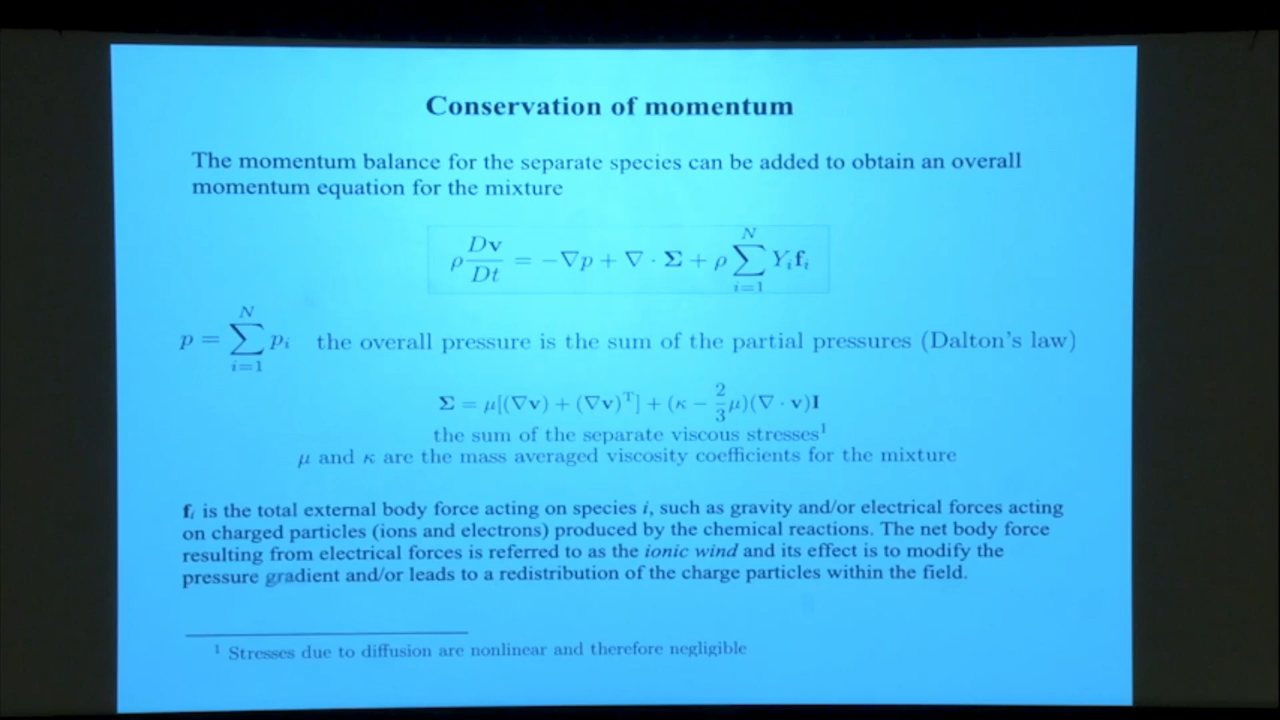 Conservation of momentum
The momentum balance for the separate species can be added to obtain an overall
momentum equation for the mixture
ρ Dv/Dt = −∇p + ∇ · Σ + ρ ∑_{i=1}^{N} Y_i f_i
p = ∑_{i=1}^{N} p_i   the overall pressure is the sum of the partial pressures (Dalton's law)
Σ = μ[(∇v) + (∇v)^T] + (κ − 2/3 μ)(∇ · v)I
the sum of the separate viscous stresses¹
μ and κ are the mass averaged viscosity coefficients for the mixture
f_i is the total external body force acting on species i, such as gravity and/or electrical forces acting
on charged particles (ions and electrons) produced by the chemical reactions. The net body force
resulting from electrical forces is referred to as the ionic wind and its effect is to modify the
pressure gradient and/or leads to a redistribution of the charge particles within the field.
¹ Stresses due to diffusion are nonlinear and therefore negligible